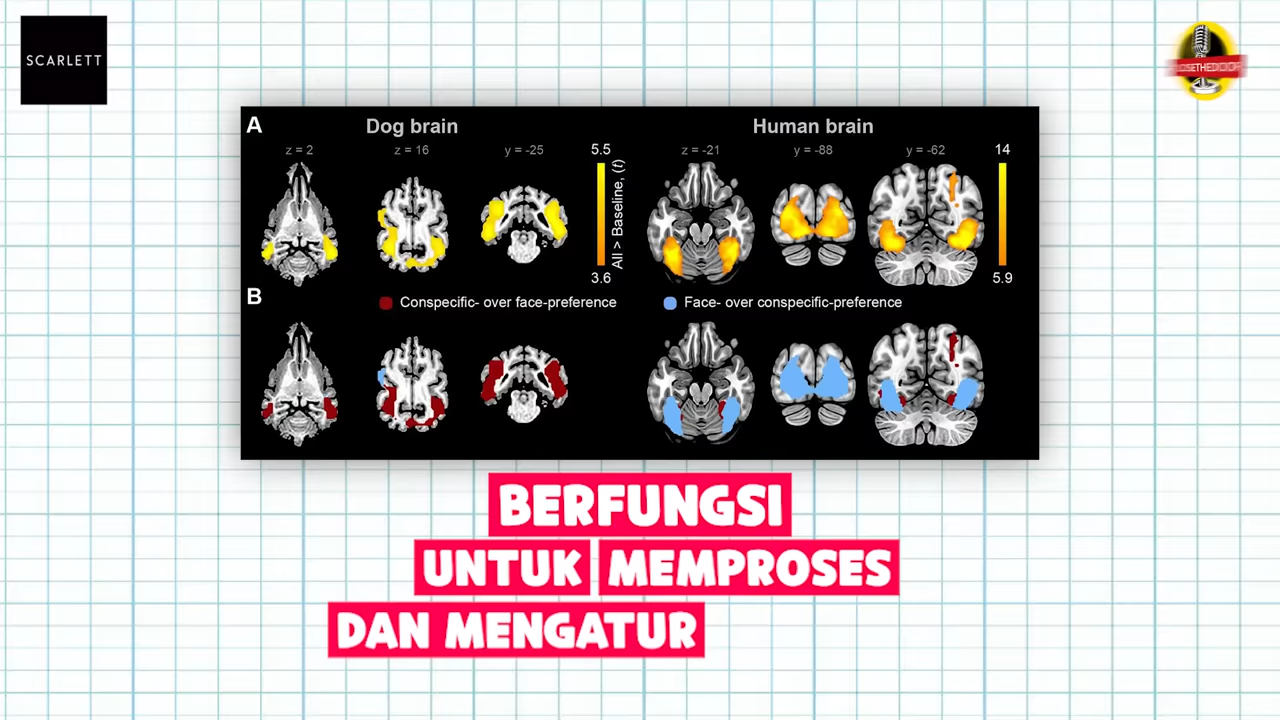 SCARLETT
OSETHEDOOR
A
Dog brain
Human brain
z = 2
z = 16
y = -25
5.5
z = -21
y = -88
y = -62
14
All > Baseline, (t)
3.6
5.9
B
Conspecific- over face-preference
Face- over conspecific-preference
BERFUNGSI
UNTUK MEMPROSES
DAN MENGATUR